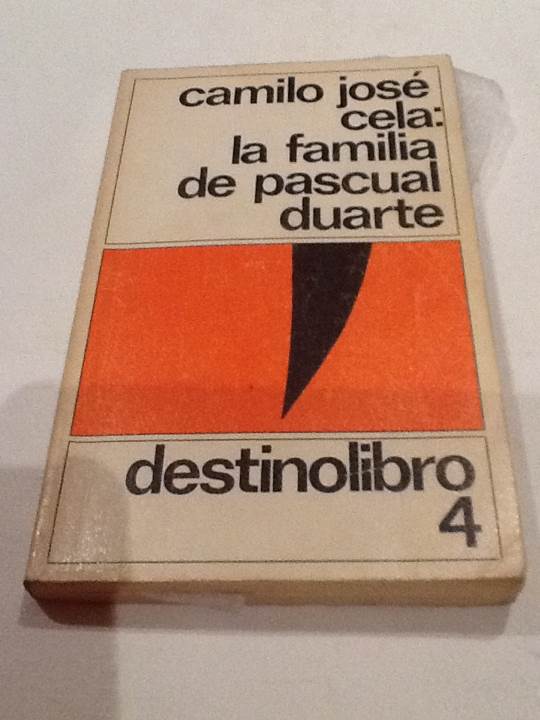 camilo josé
cela:
la familia
de pascual
duarte
destinolibro
4